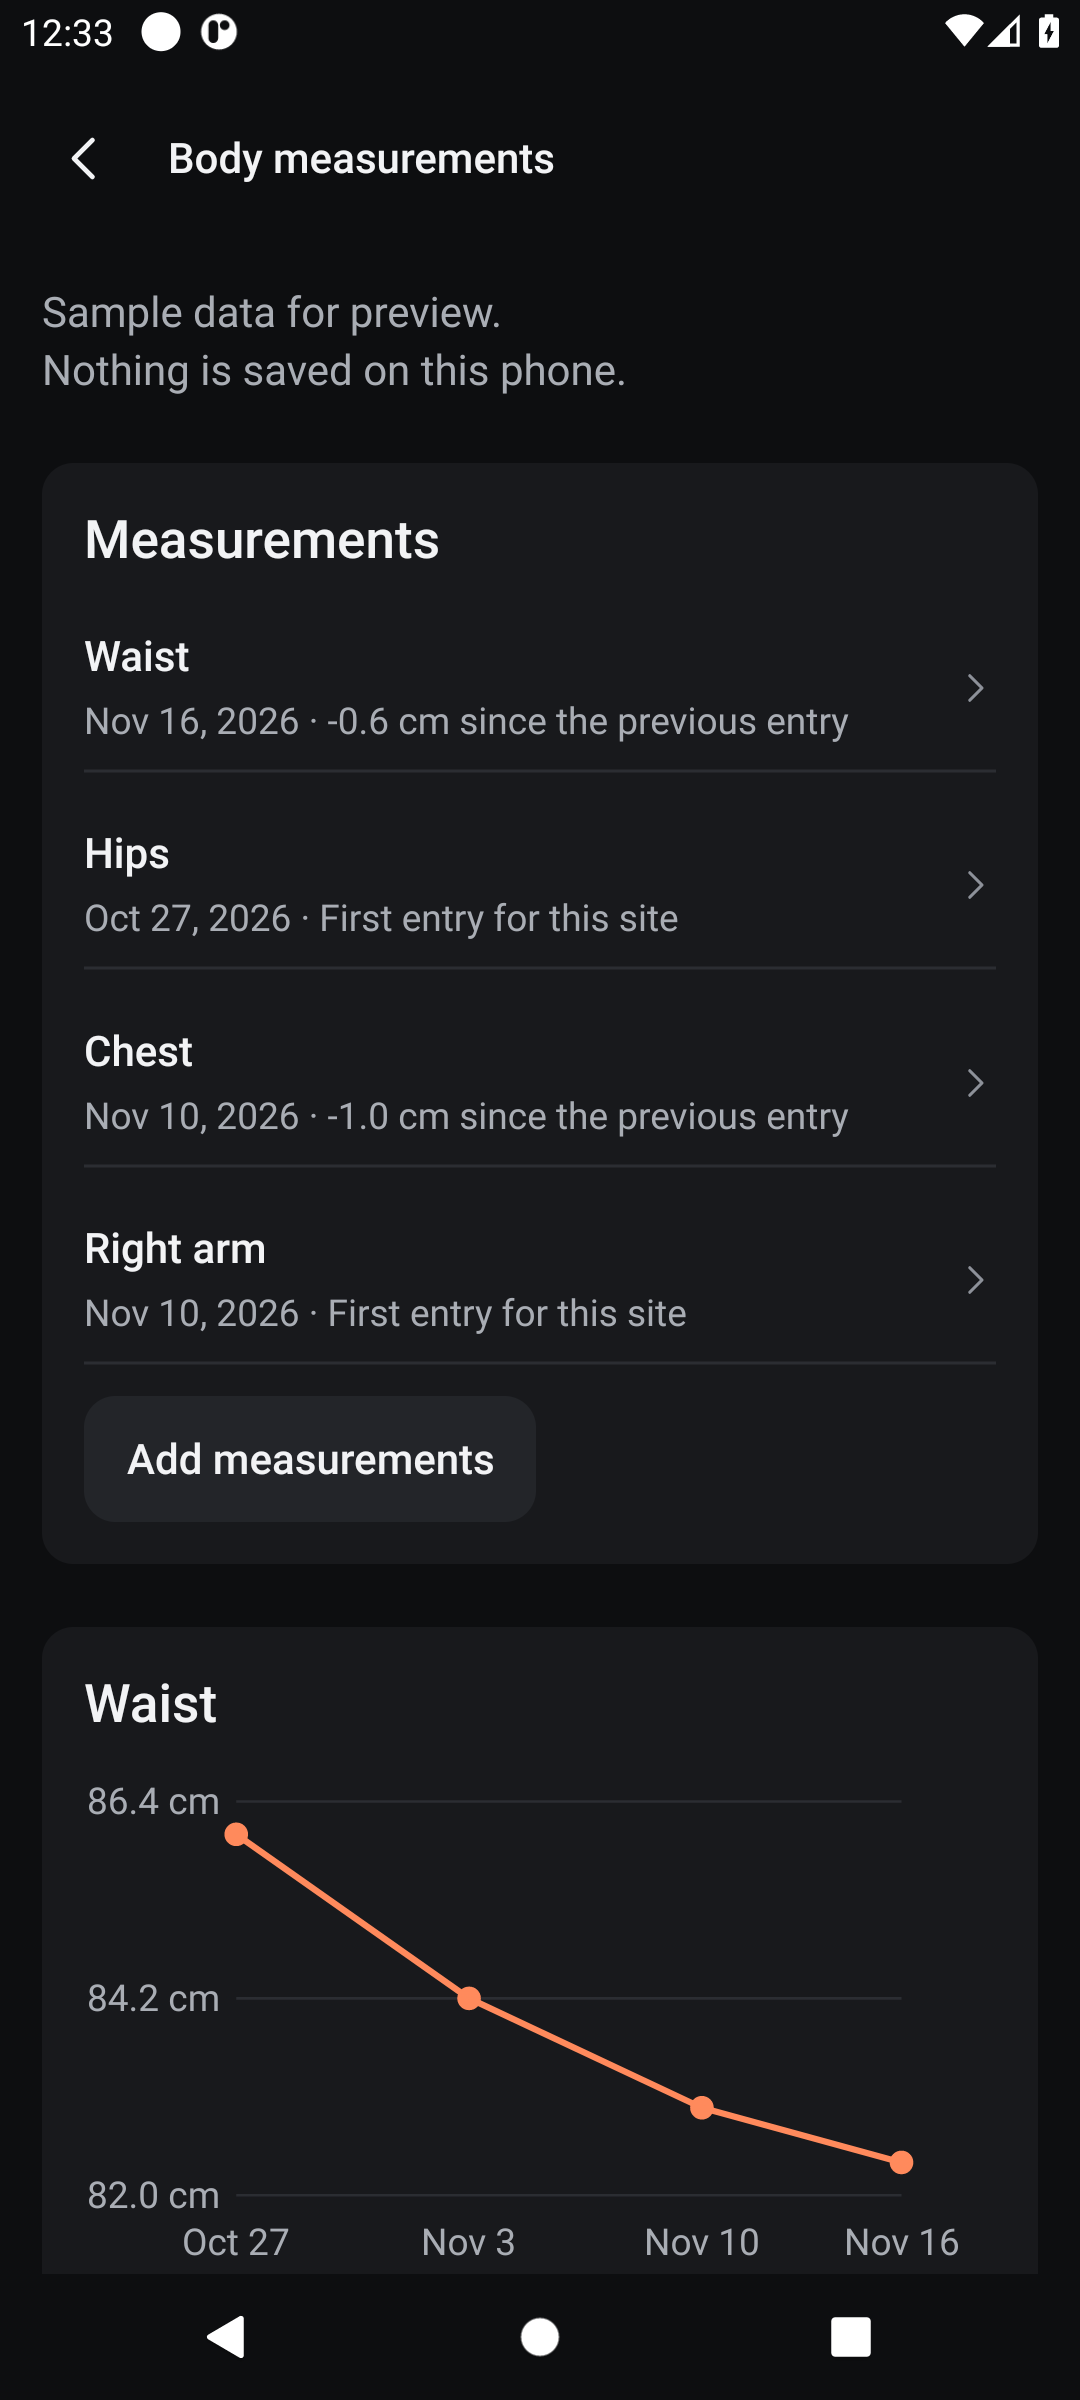 12:33
Body measurements
Sample data for preview.
Nothing is saved on this phone.
Measurements
Waist
Nov 16, 2026 · -0.6 cm since the previous entry
Hips
Oct 27, 2026 · First entry for this site
Chest
Nov 10, 2026 · -1.0 cm since the previous entry
Right arm
Nov 10, 2026 · First entry for this site
Add measurements
Waist
86.4 cm
84.2 cm
82.0 cm
Oct 27 Nov 3 Nov 10 Nov 16